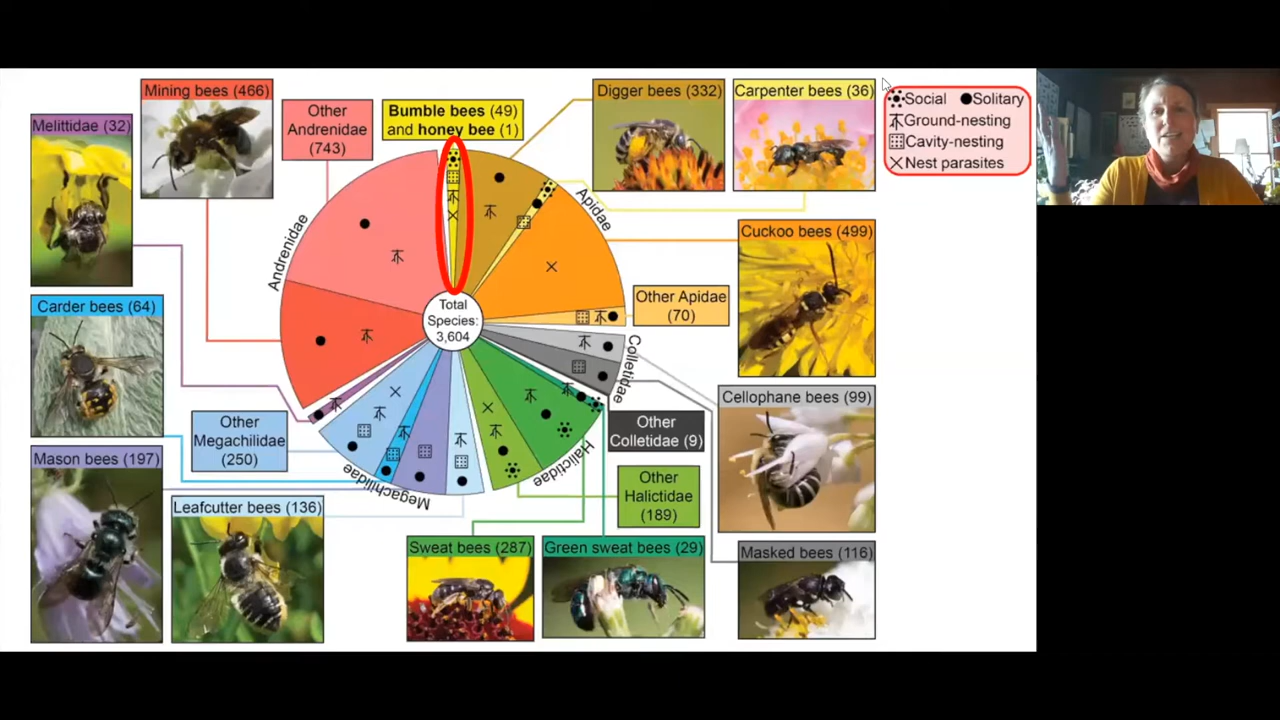 Mining bees (466)
Other
Andrenidae
(743)
Bumble bees (49)
and honey bee (1)
Digger bees (332)
Carpenter bees (36)
Social Solitary
Ground-nesting
Cavity-nesting
Nest parasites
Melittidae (32)
Andrenidae
Apidae
Cuckoo bees (499)
Carder bees (64)
Total
Species:
3,604
Other Apidae
(70)
Colletidae
Cellophane bees (99)
Other
Megachilidae
(250)
Other
Colletidae (9)
Mason bees (197)
Megachilidae
Halictidae
Other
Halictidae
(189)
Leafcutter bees (136)
Sweat bees (287)
Green sweat bees (29)
Masked bees (116)